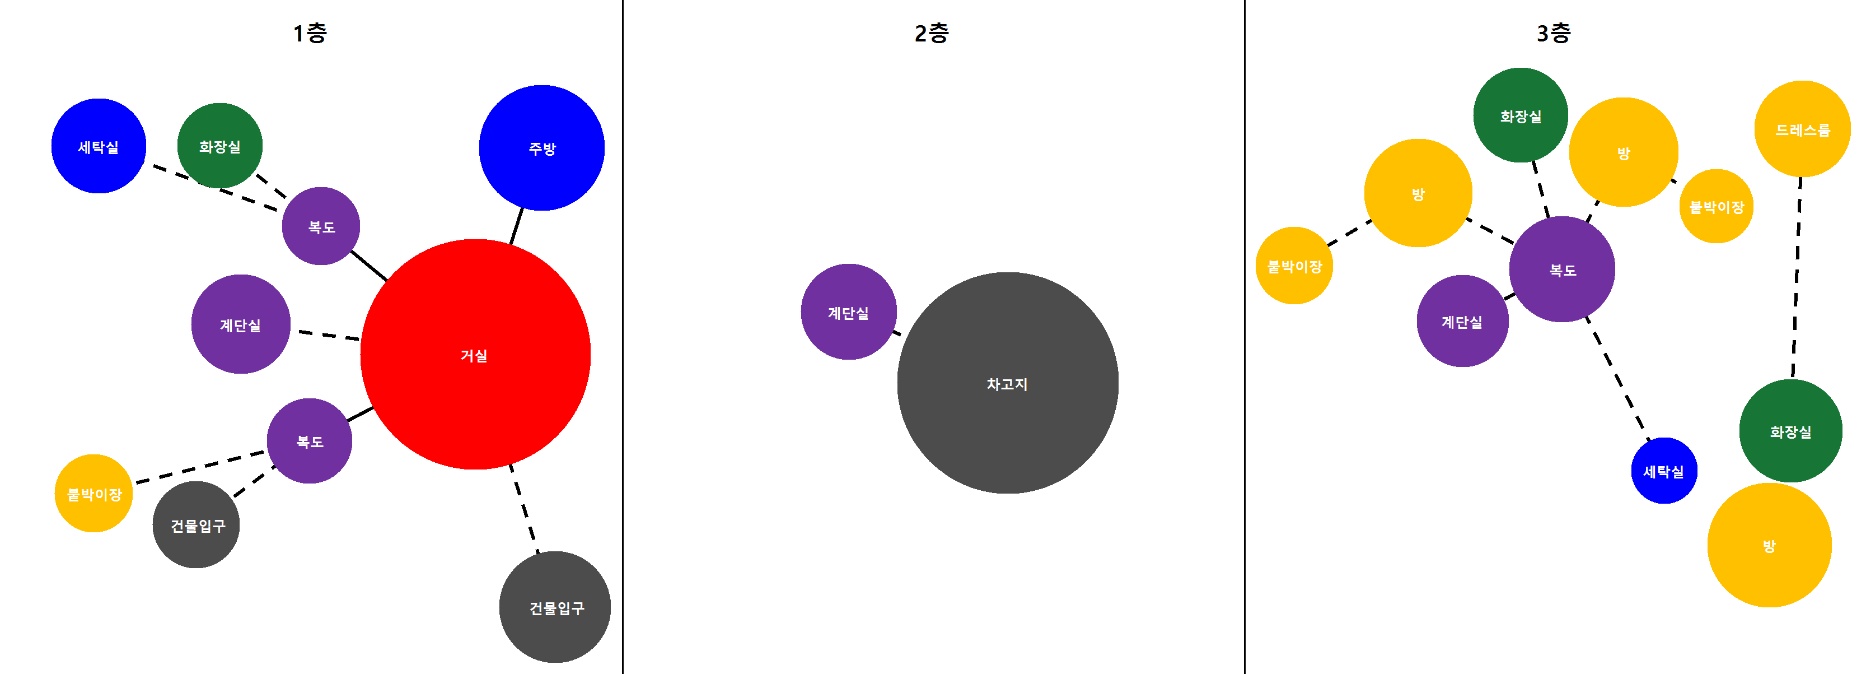 1층
세탁실
화장실
주방
복도
계단실
거실
복도
붙박이장
건물입구
건물입구
2층
계단실
차고지
3층
화장실
드레스룸
방
방
붙박이장
붙박이장
복도
계단실
세탁실
화장실
방